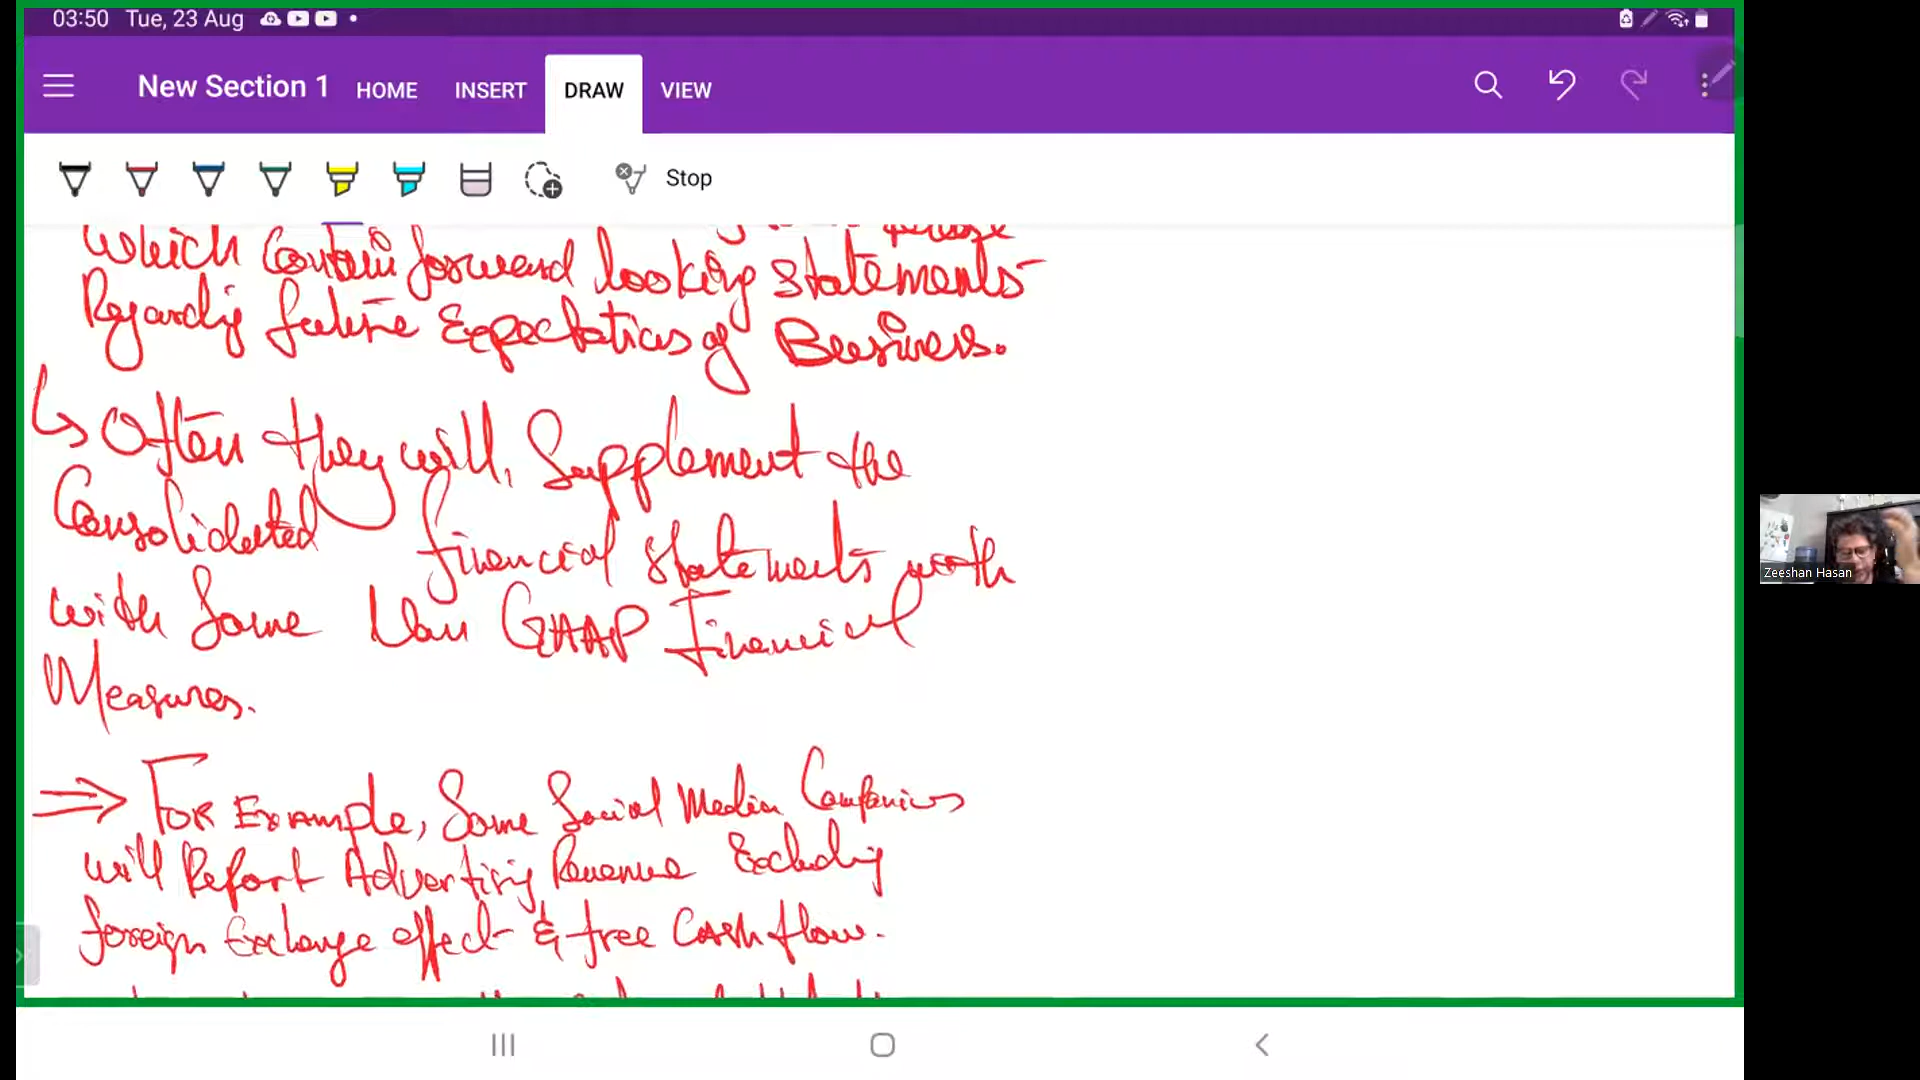 03:50 Tue, 23 Aug
New Section 1 HOME INSERT DRAW VIEW
Stop
which Contain forward looking statements
Regarding future Expectations of Business.
↳ Often they will, Supplement the
Consolidated financial statements with
with Some Non GAAP Financial
Measures.
⇒ FOR EXAMPLE, Some Social Media Companies
will Report Advertising Revenue Excluding
foreign Exchange effect & free Cash flow.
Zeeshan Hasan